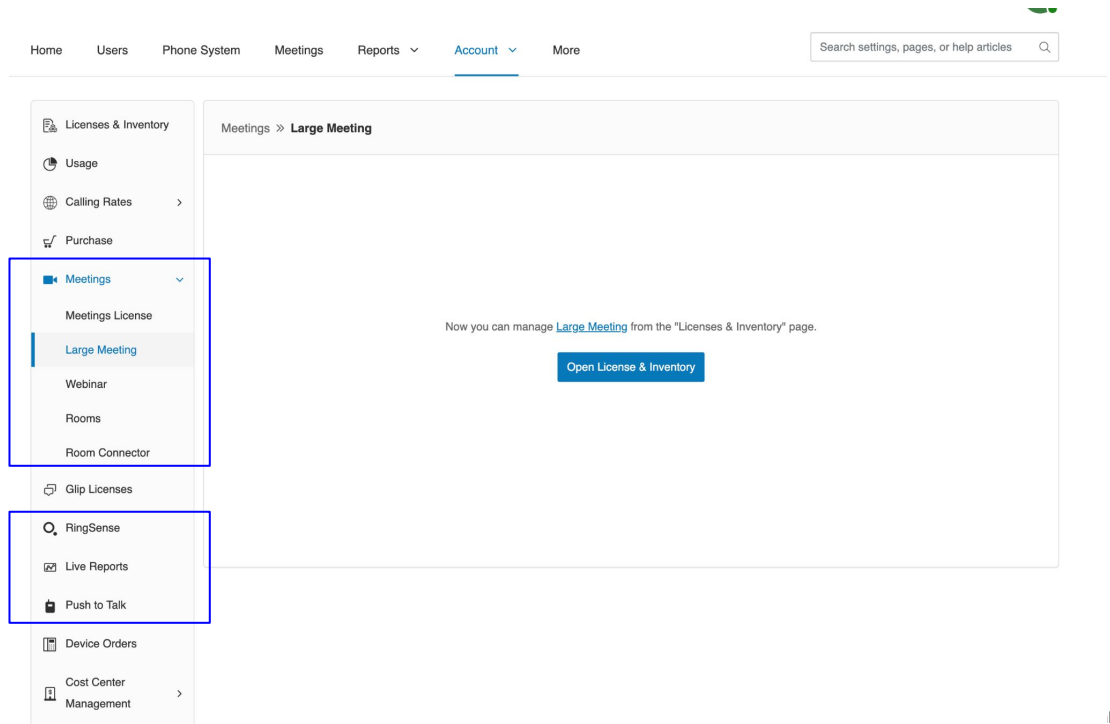 Home Users Phone System Meetings Reports Account More
Search settings, pages, or help articles
Licenses & Inventory
Usage
Calling Rates
Purchase
Meetings
Meetings License
Large Meeting
Webinar
Rooms
Room Connector
Glip Licenses
RingSense
Live Reports
Push to Talk
Device Orders
Cost Center
Management
Meetings » Large Meeting
Now you can manage Large Meeting from the "Licenses & Inventory" page.
Open License & Inventory